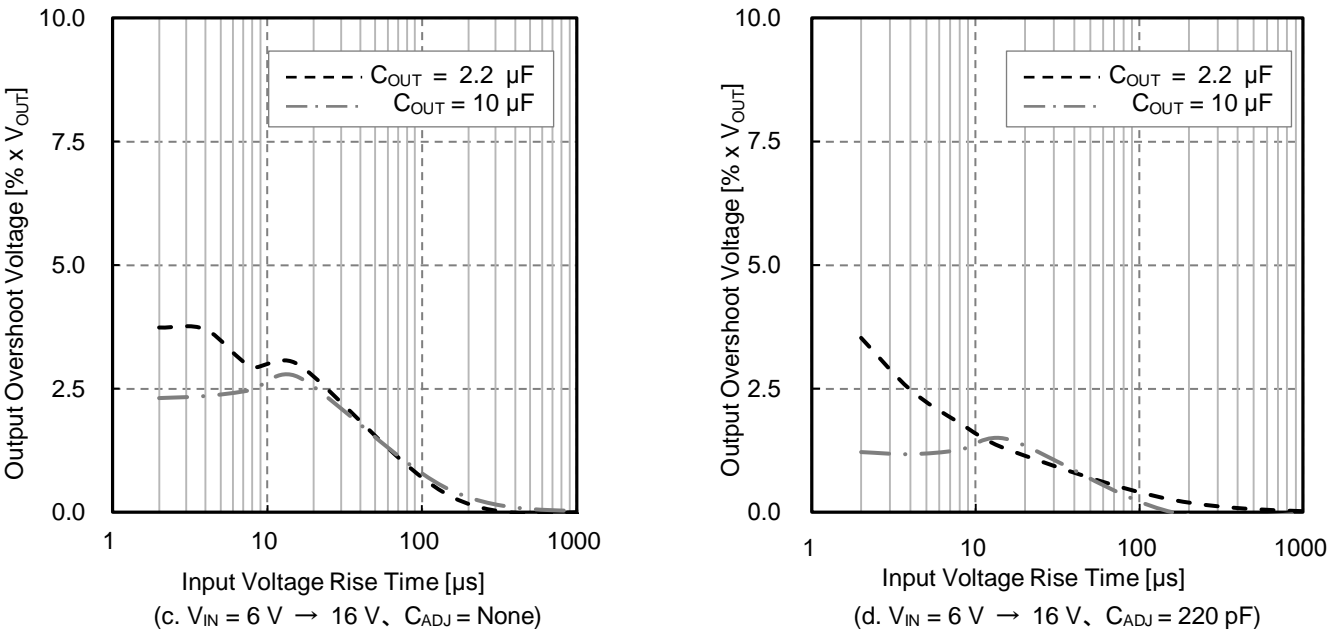 Output Overshoot Voltage [% x VOUT]
10.0
7.5
5.0
2.5
0.0
COUT = 2.2 µF
COUT = 10 µF
1 10 100 1000
Input Voltage Rise Time [µs]
(c. VIN = 6 V → 16 V、CADJ = None)
Output Overshoot Voltage [% x VOUT]
10.0
7.5
5.0
2.5
0.0
COUT = 2.2 µF
COUT = 10 µF
1 10 100 1000
Input Voltage Rise Time [µs]
(d. VIN = 6 V → 16 V、CADJ = 220 pF)